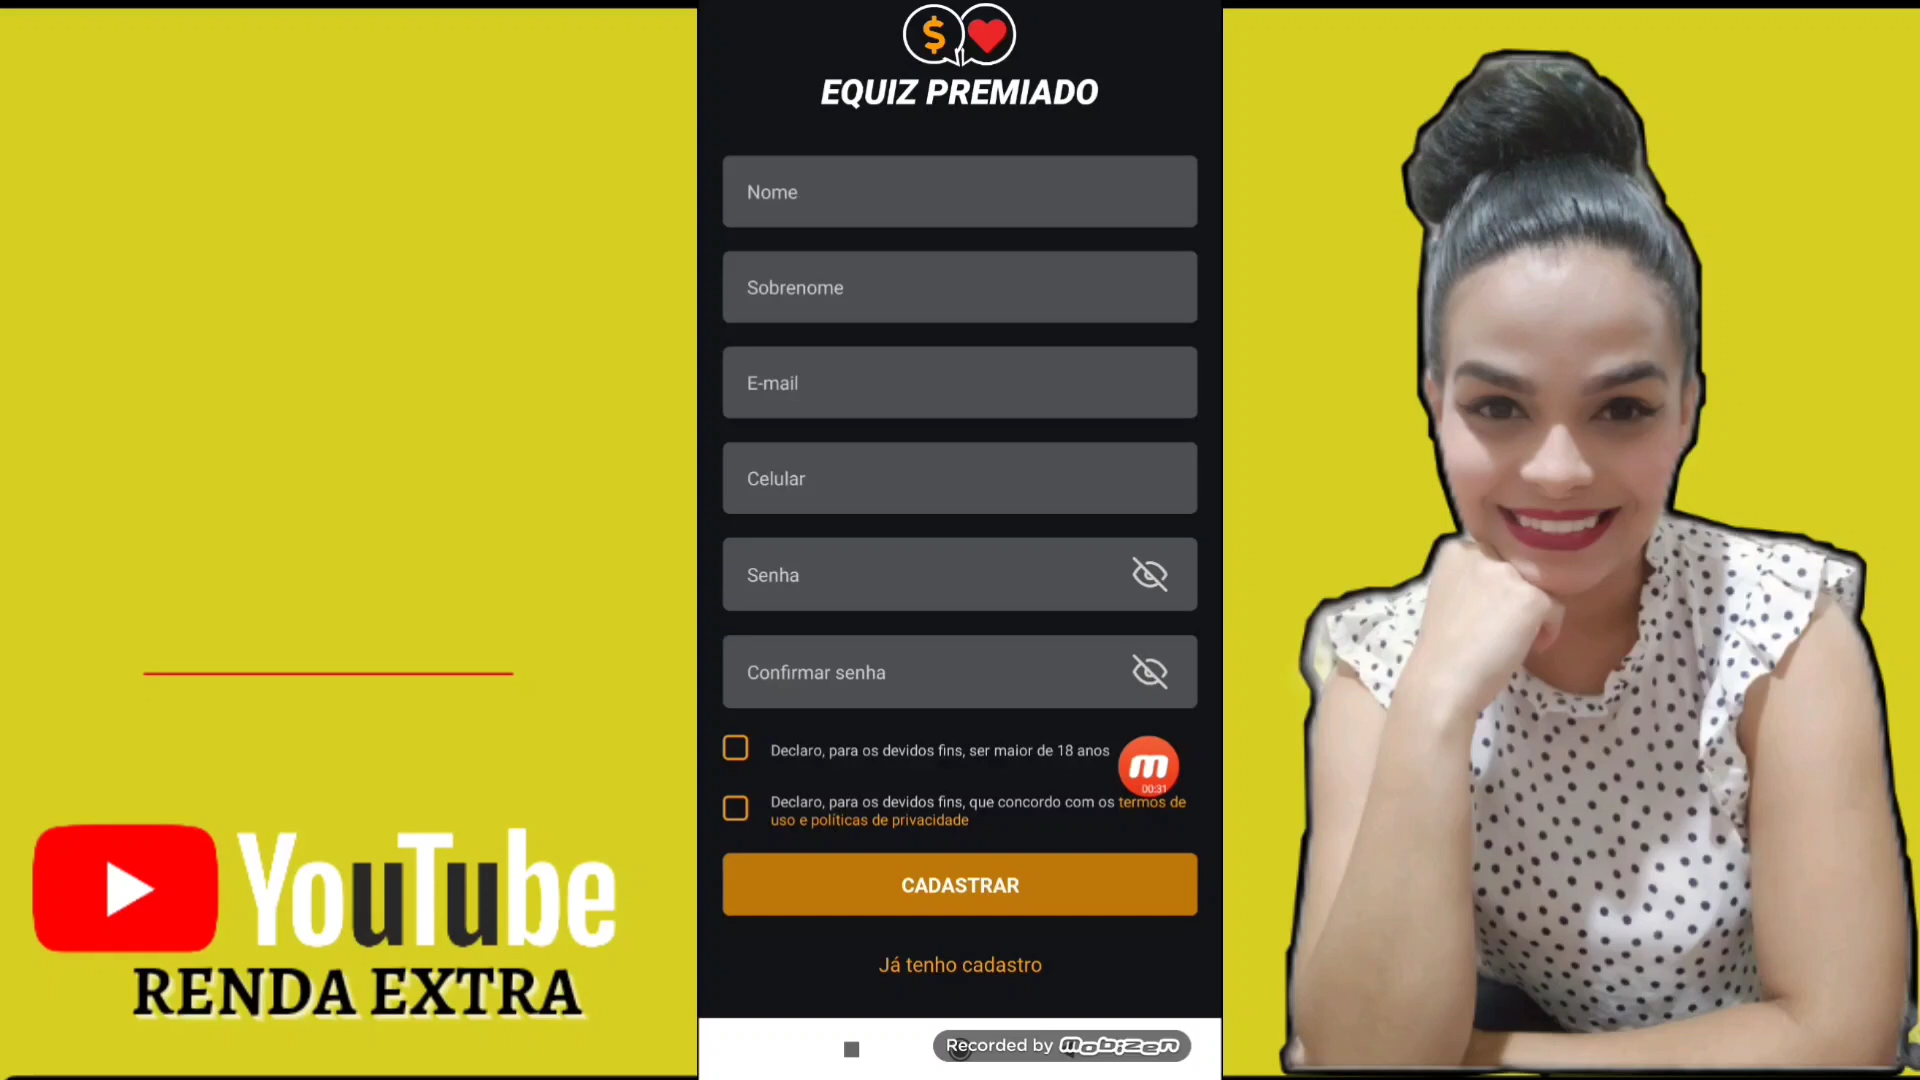 EQUIZ PREMIADO
Nome
Sobrenome
E-mail
Celular
Senha
Confirmar senha
Declaro, para os devidos fins, ser maior de 18 anos
m
00:31
Declaro, para os devidos fins, que concordo com os termos de
uso e políticas de privacidade
CADASTRAR
Já tenho cadastro
Recorded by mobizen
YouTube
RENDA EXTRA